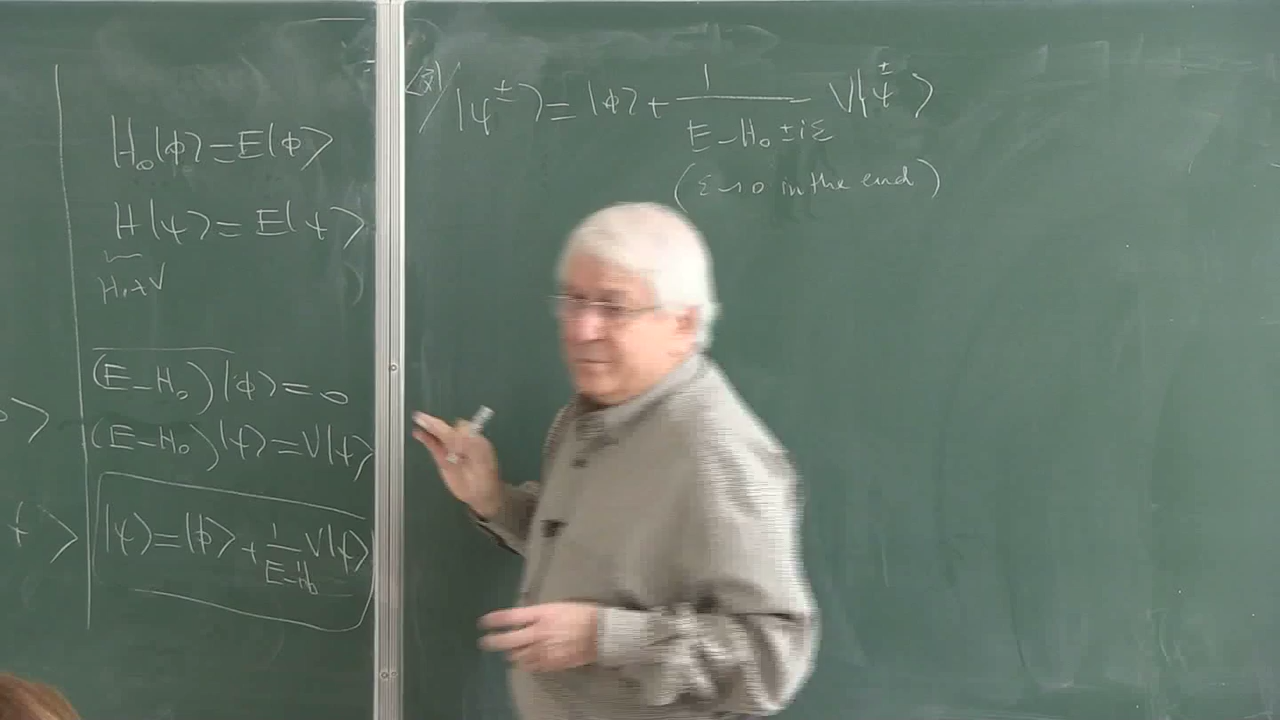 H₀|φ⟩=E|φ⟩
H|ψ⟩=E|ψ⟩
H₀+V
(E-H₀)|φ⟩=0
(E-H₀)|ψ⟩=V|ψ⟩
|ψ⟩=|φ⟩+1/(E-H₀) V|ψ⟩
|ψ^±⟩=|φ⟩+1/(E-H₀±iε) V|ψ^±⟩
(ε→0 in the end)